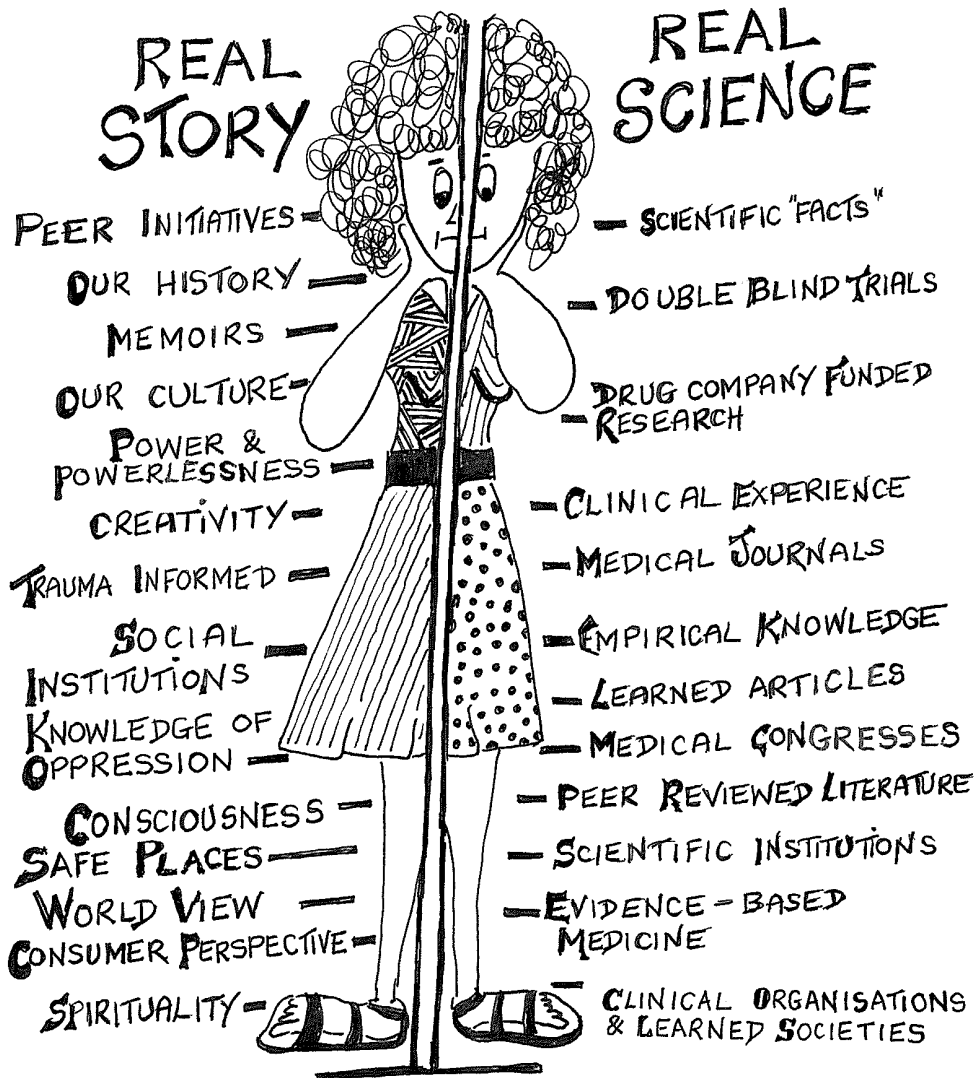 REAL
STORY
PEER INITIATIVES
OUR HISTORY
MEMOIRS
OUR CULTURE
POWER &
POWERLESSNESS
CREATIVITY
TRAUMA INFORMED
SOCIAL
INSTITUTIONS
KNOWLEDGE OF
OPPRESSION
CONSCIOUSNESS
SAFE PLACES
WORLD VIEW
CONSUMER PERSPECTIVE
SPIRITUALITY
REAL
SCIENCE
SCIENTIFIC "FACTS"
DOUBLE BLIND TRIALS
DRUG COMPANY FUNDED
RESEARCH
CLINICAL EXPERIENCE
MEDICAL JOURNALS
EMPIRICAL KNOWLEDGE
LEARNED ARTICLES
MEDICAL CONGRESSES
PEER REVIEWED LITERATURE
SCIENTIFIC INSTITUTIONS
EVIDENCE-BASED
MEDICINE
CLINICAL ORGANISATIONS
& LEARNED SOCIETIES